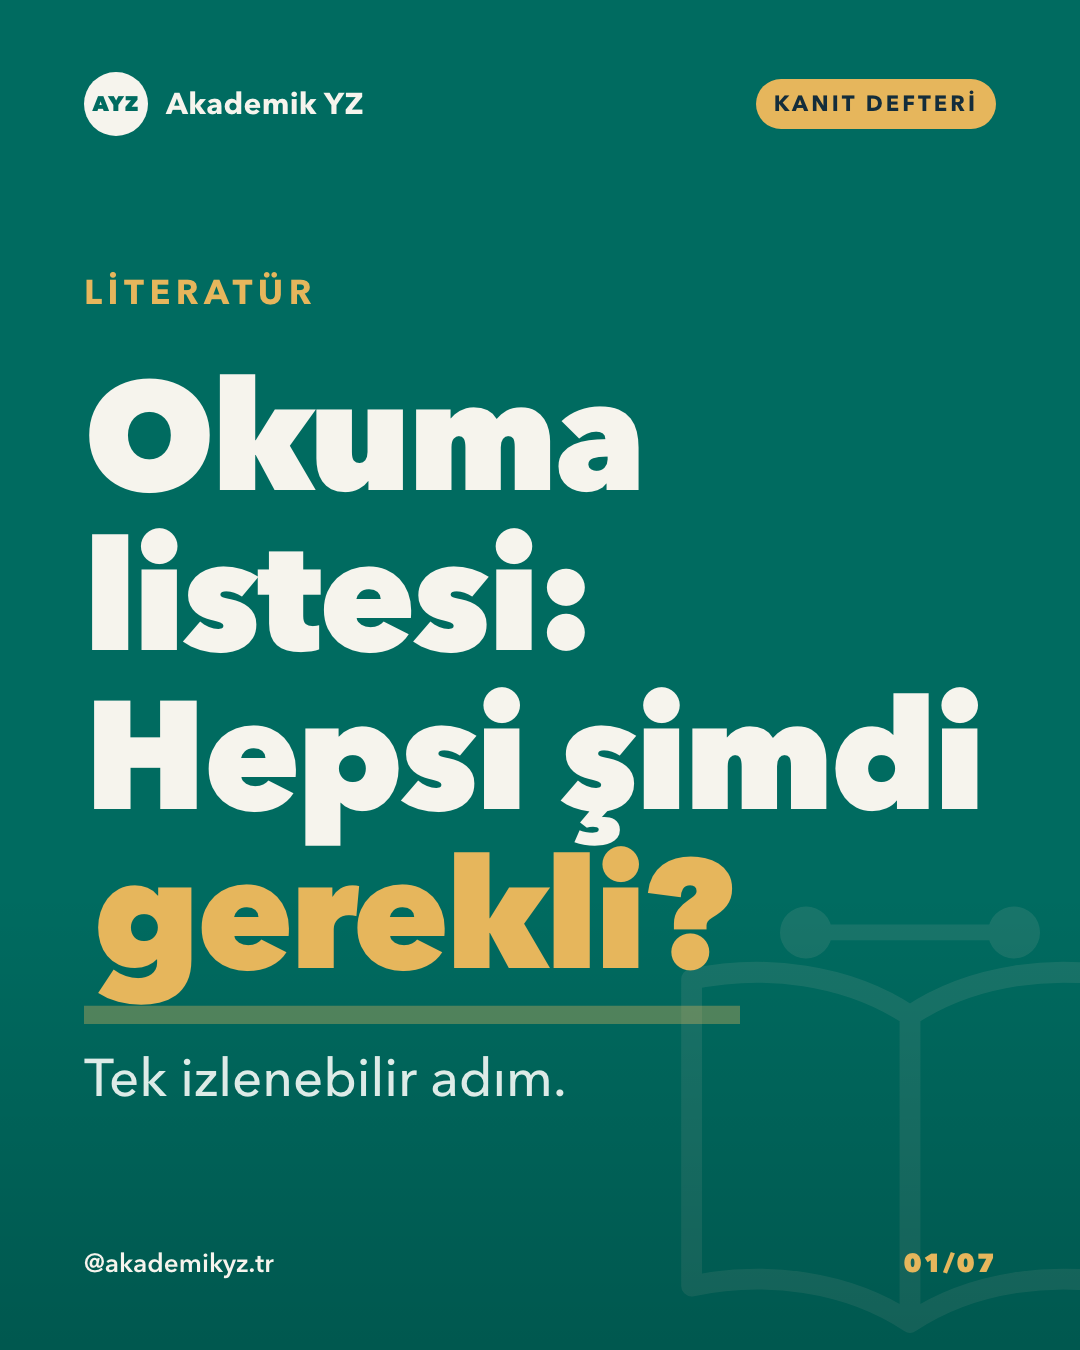 AYZ Akademik YZ
KANIT DEFTERİ
LİTERATÜR
Okuma
listesi:
Hepsi şimdi
gerekli?
Tek izlenebilir adım.
@akademikyz.tr
01/07